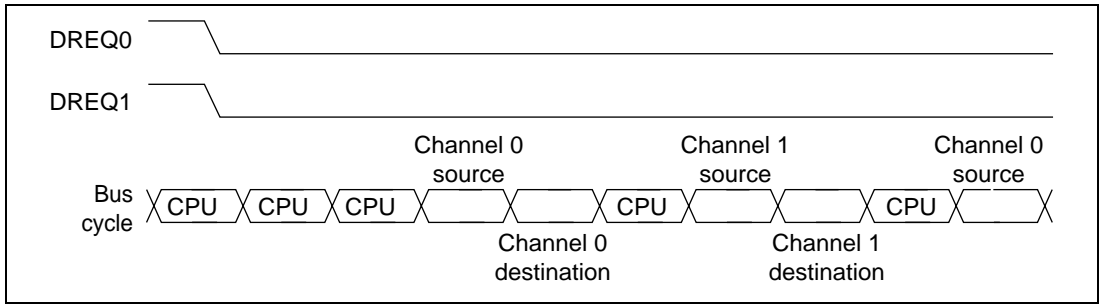 DREQ0
DREQ1
Channel 0
source
Channel 1
source
Channel 0
source
Bus
cycle
CPU CPU CPU CPU CPU
Channel 0
destination
Channel 1
destination